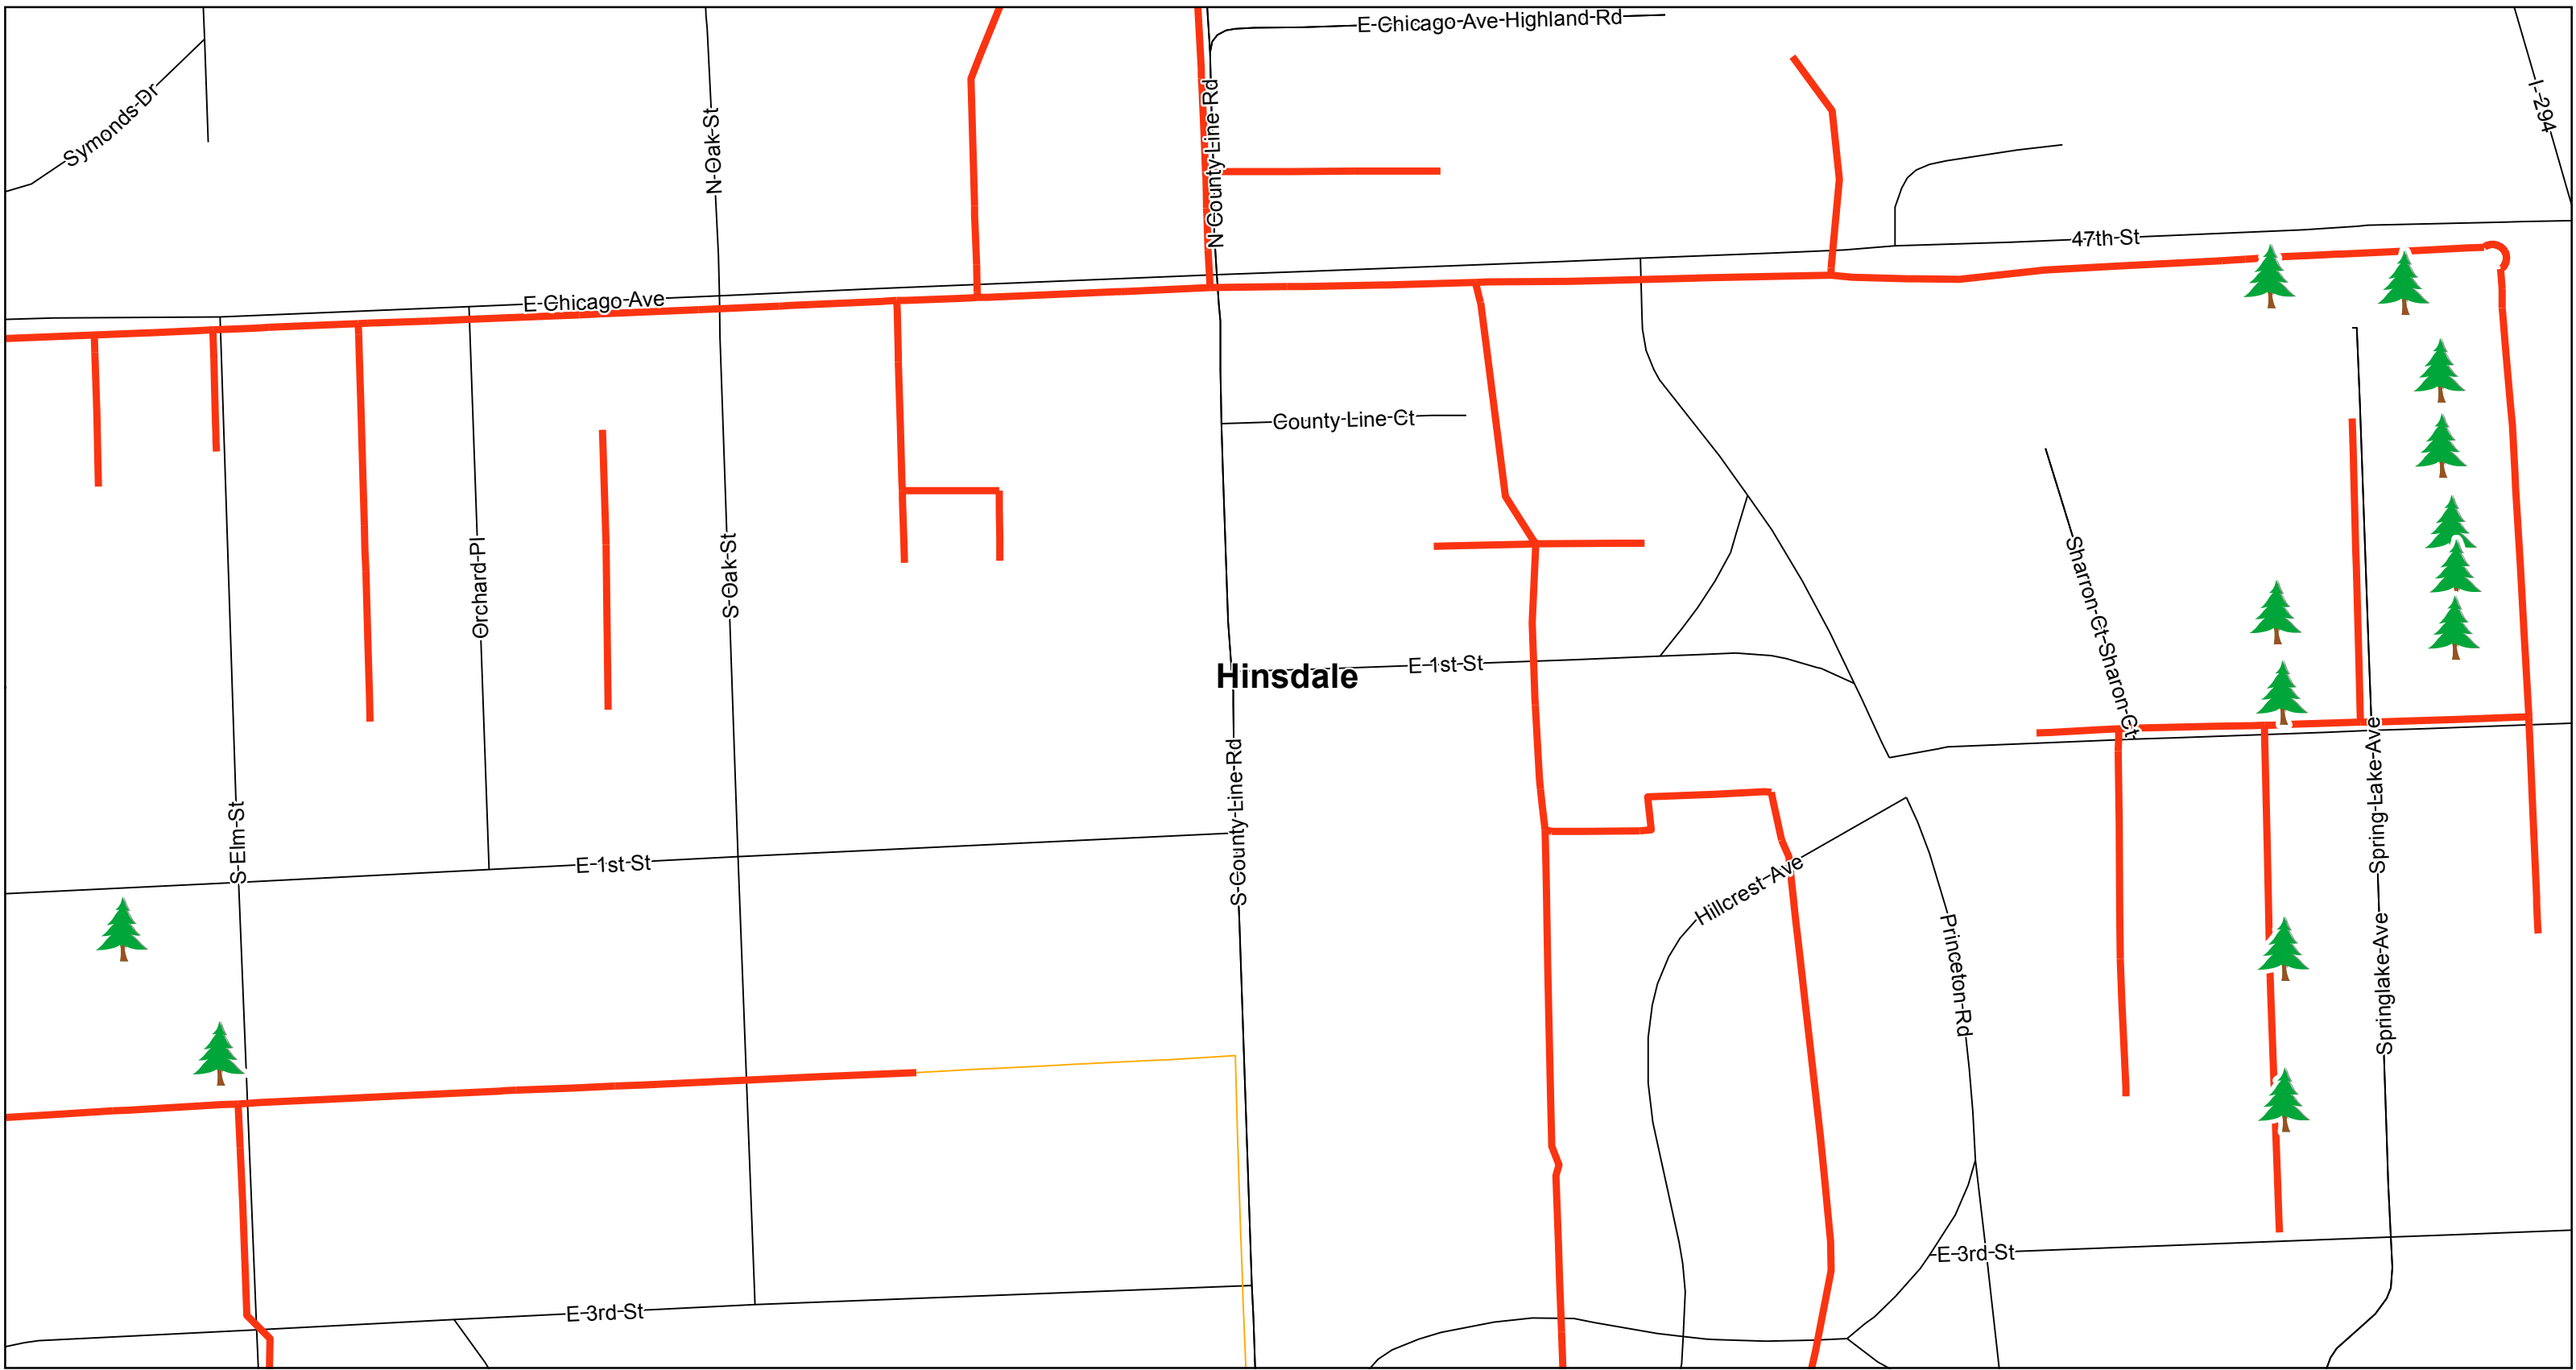 E-Chicago-Ave-Highland-Rd
Symonds-Dr
N-Oak-St
N-County-Line-Rd
I-294
47th-St
E-Chicago-Ave
County-Line-Ct
Orchard-Pl
S-Oak-St
Sharron-Ct-Sharon-Ct
E-1st-St
Hinsdale
S-Elm-St
S-County-Line-Rd
Spring-Lake-Ave
E-1st-St
Hillcrest-Ave
Princeton-Rd
Springlake-Ave
E-3rd-St
E-3rd-St